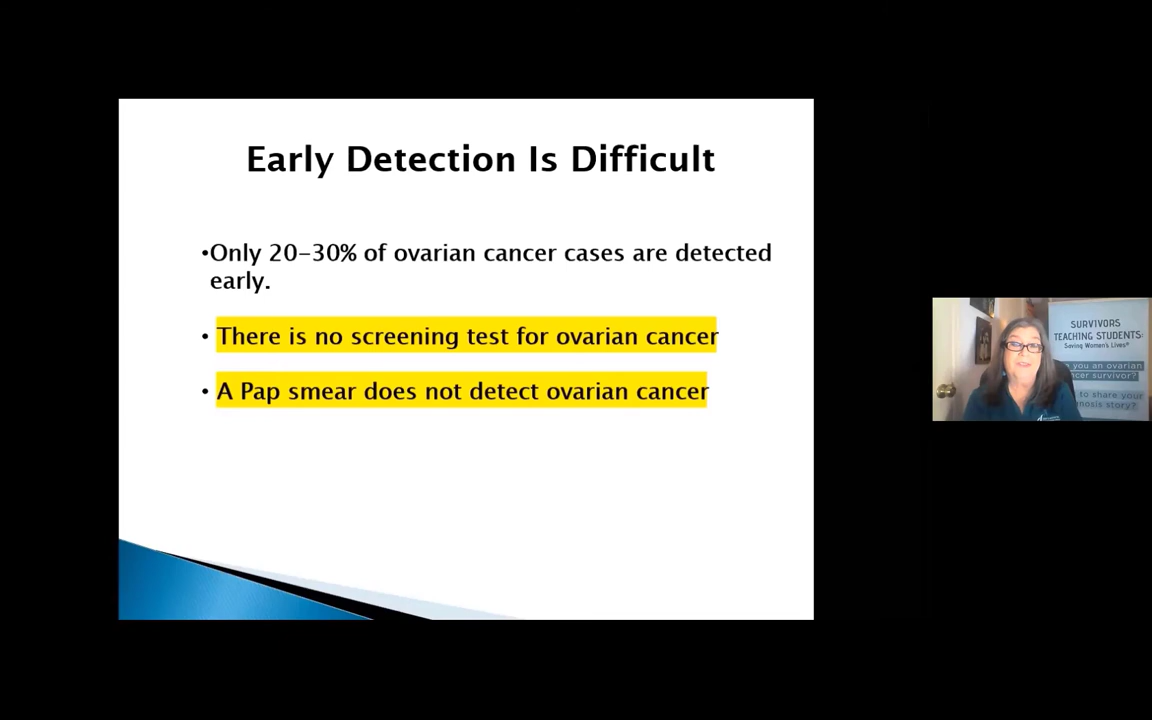 Early Detection Is Difficult
•Only 20-30% of ovarian cancer cases are detected
early.
• There is no screening test for ovarian cancer
• A Pap smear does not detect ovarian cancer
SURVIVORS
TEACHING STUDENTS:
Saving Women's Lives®
you an ovarian
survivor?
to share your
story?